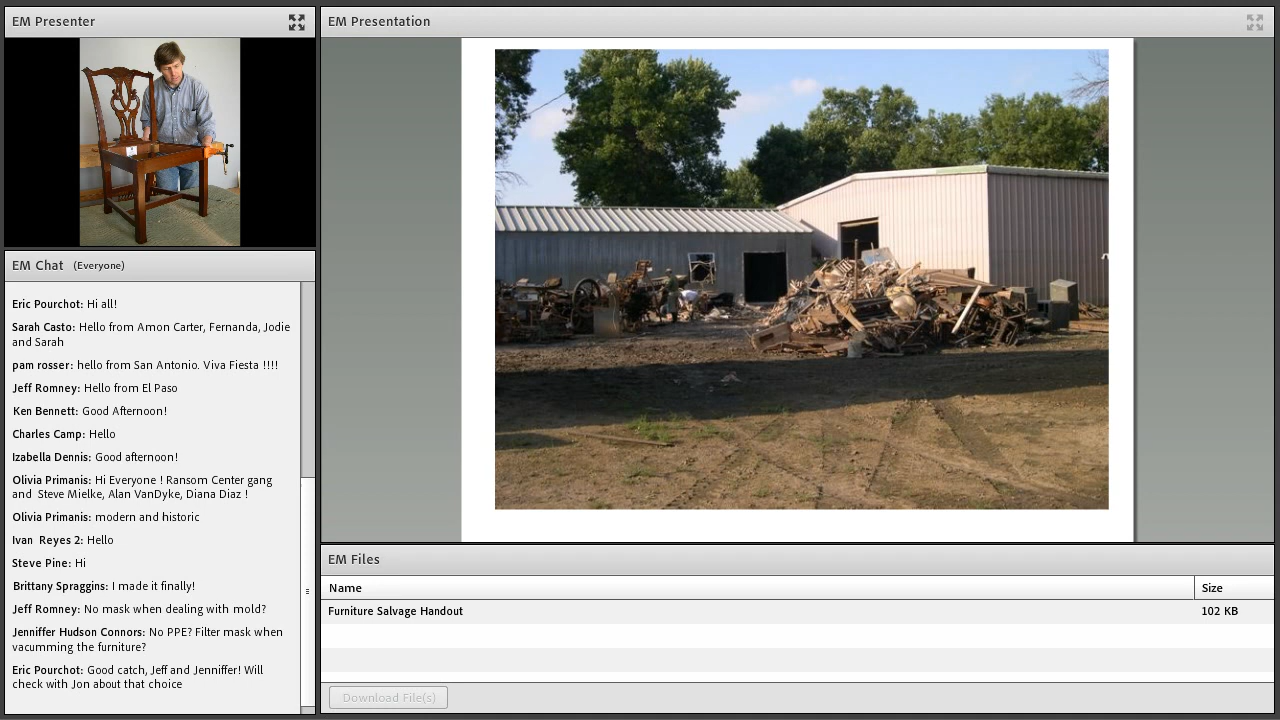 EM Presenter
EM Chat (Everyone)
Eric Pourchot: Hi all!
Sarah Casto: Hello from Amon Carter, Fernanda, Jodie
and Sarah
pam rosser: hello from San Antonio. Viva Fiesta !!!!
Jeff Romney: Hello from El Paso
Ken Bennett: Good Afternoon!
Charles Camp: Hello
Izabella Dennis: Good afternoon!
Olivia Primanis: Hi Everyone ! Ransom Center gang
and Steve Mielke, Alan VanDyke, Diana Diaz !
Olivia Primanis: modern and historic
Ivan Reyes 2: Hello
Steve Pine: Hi
Brittany Spraggins: I made it finally!
Jeff Romney: No mask when dealing with mold?
Jenniffer Hudson Connors: No PPE? Filter mask when
vacumming the furniture?
Eric Pourchot: Good catch, Jeff and Jenniffer! Will
check with Jon about that choice
EM Presentation
EM Files
Name Size
Furniture Salvage Handout 102 KB
Download File(s)